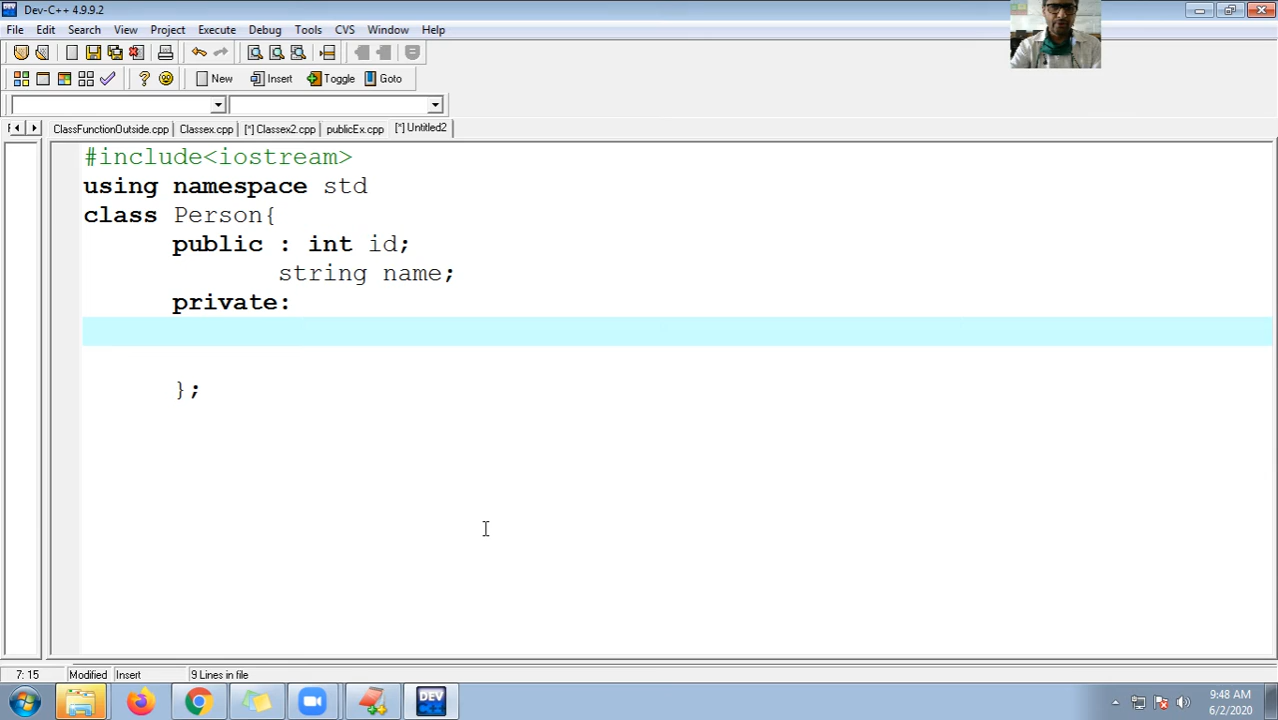 Dev-C++ 4.9.9.2
File Edit Search View Project Execute Debug Tools CVS Window Help
New Insert Toggle Goto
ClassFunctionOutside.cpp Classex.cpp [*] Classex2.cpp publicEx.cpp [*] Untitled2
#include<iostream>
using namespace std
class Person{
public : int id;
string name;
private:
};
7: 15 Modified Insert 9 Lines in file
DEV C++
9:48 AM
6/2/2020